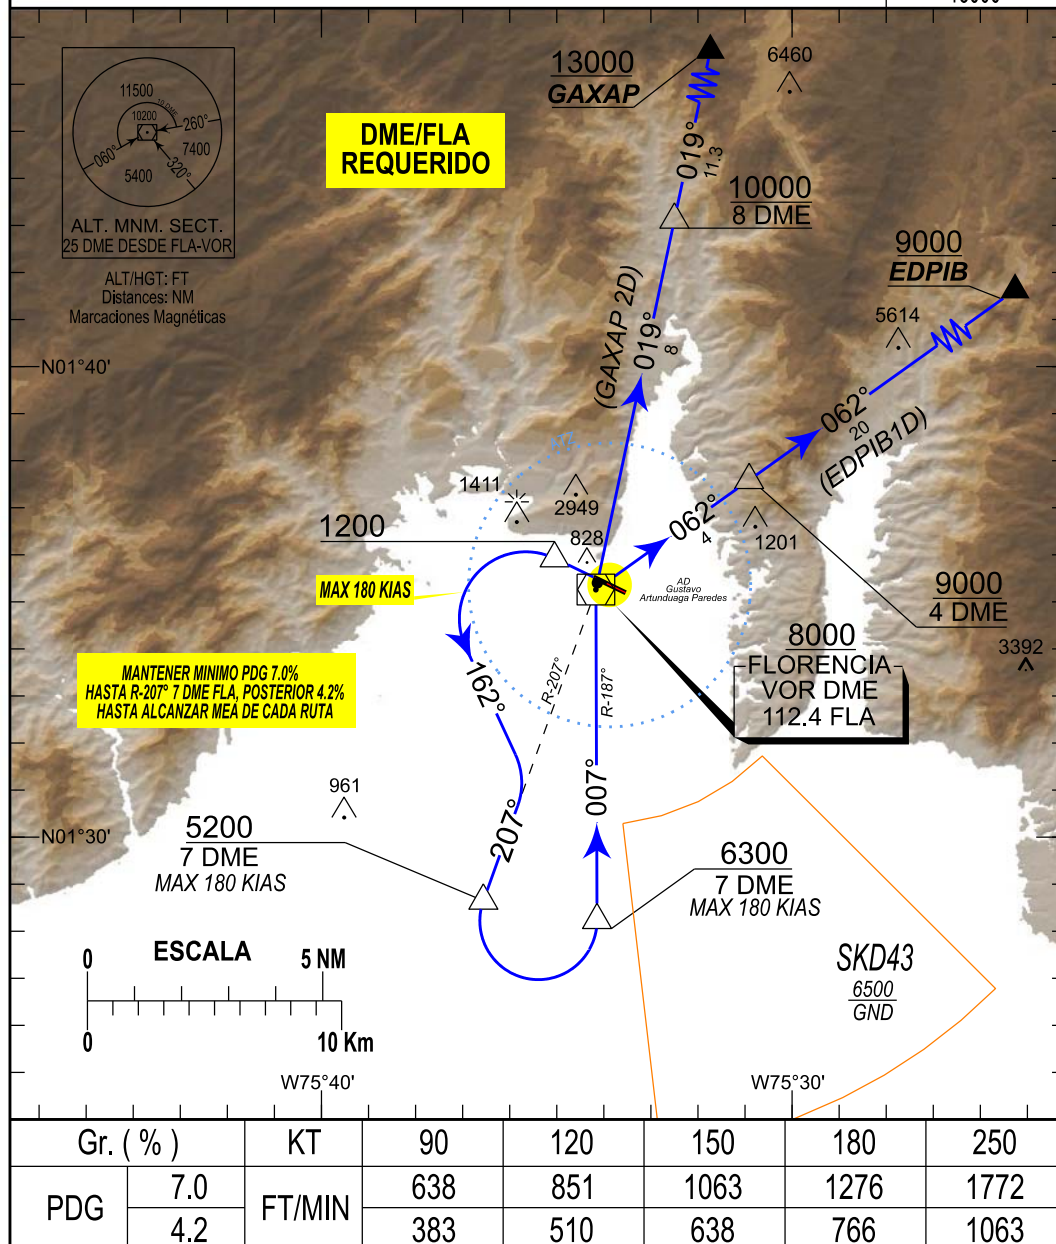 13000
GAXAP
6460
11500
10 DME
10200
260°
060°
7400
320°
5400
ALT. MNM. SECT.
25 DME DESDE FLA-VOR
ALT/HGT: FT
Distances: NM
Marcaciones Magnéticas
DME/FLA
REQUERIDO
019°
11.3
10000
8 DME
9000
EDPIB
5614
(GAXAP 2D)
019°
8
N01°40'
062°
20
(EDPIB1D)
1411
2949
062°
4
1201
1200
828
MAX 180 KIAS
AD
Gustavo
Artunduaga Paredes
9000
4 DME
3392
8000
FLORENCIA
VOR DME
112.4 FLA
MANTENER MINIMO PDG 7.0%
HASTA R-207° 7 DME FLA, POSTERIOR 4.2%
HASTA ALCANZAR MEA DE CADA RUTA
162°
R-207°
R-187°
961
207°
007°
N01°30'
5200
7 DME
MAX 180 KIAS
6300
7 DME
MAX 180 KIAS
ESCALA
0 5 NM
0 10 Km
SKD43
6500
GND
W75°40' W75°30'
Gr. ( % ) KT 90 120 150 180 250
PDG 7.0 FT/MIN 638 851 1063 1276 1772
4.2 383 510 638 766 1063